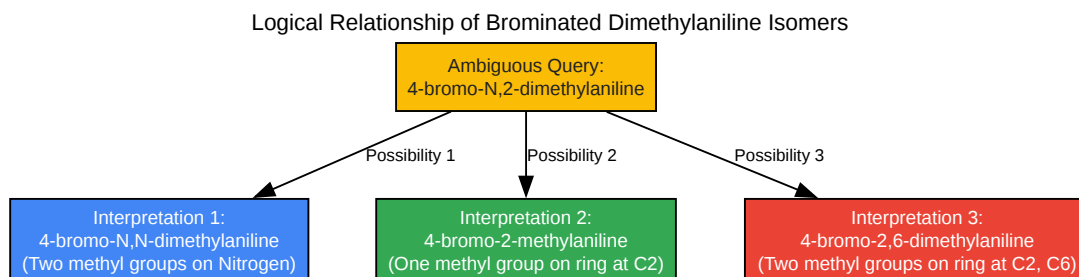 Logical Relationship of Brominated Dimethylaniline Isomers
Ambiguous Query:
4-bromo-N,2-dimethylaniline
Possibility 1
Possibility 2
Possibility 3
Interpretation 1:
4-bromo-N,N-dimethylaniline
(Two methyl groups on Nitrogen)
Interpretation 2:
4-bromo-2-methylaniline
(One methyl group on ring at C2)
Interpretation 3:
4-bromo-2,6-dimethylaniline
(Two methyl groups on ring at C2, C6)